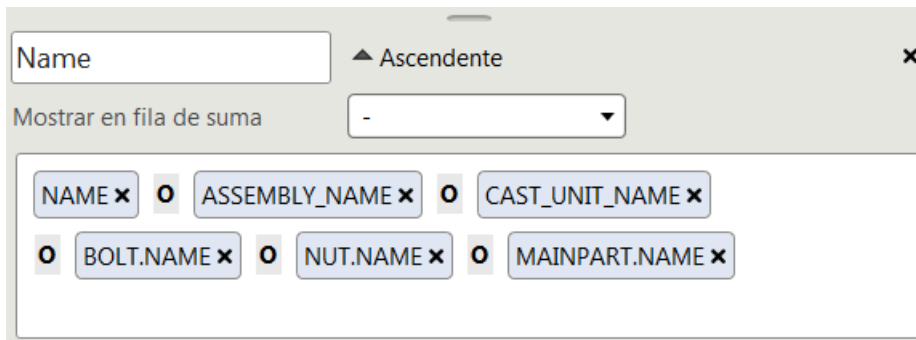 Name Ascendente
Mostrar en fila de suma -
NAME O ASSEMBLY_NAME O CAST_UNIT_NAME
O BOLT.NAME O NUT.NAME O MAINPART.NAME